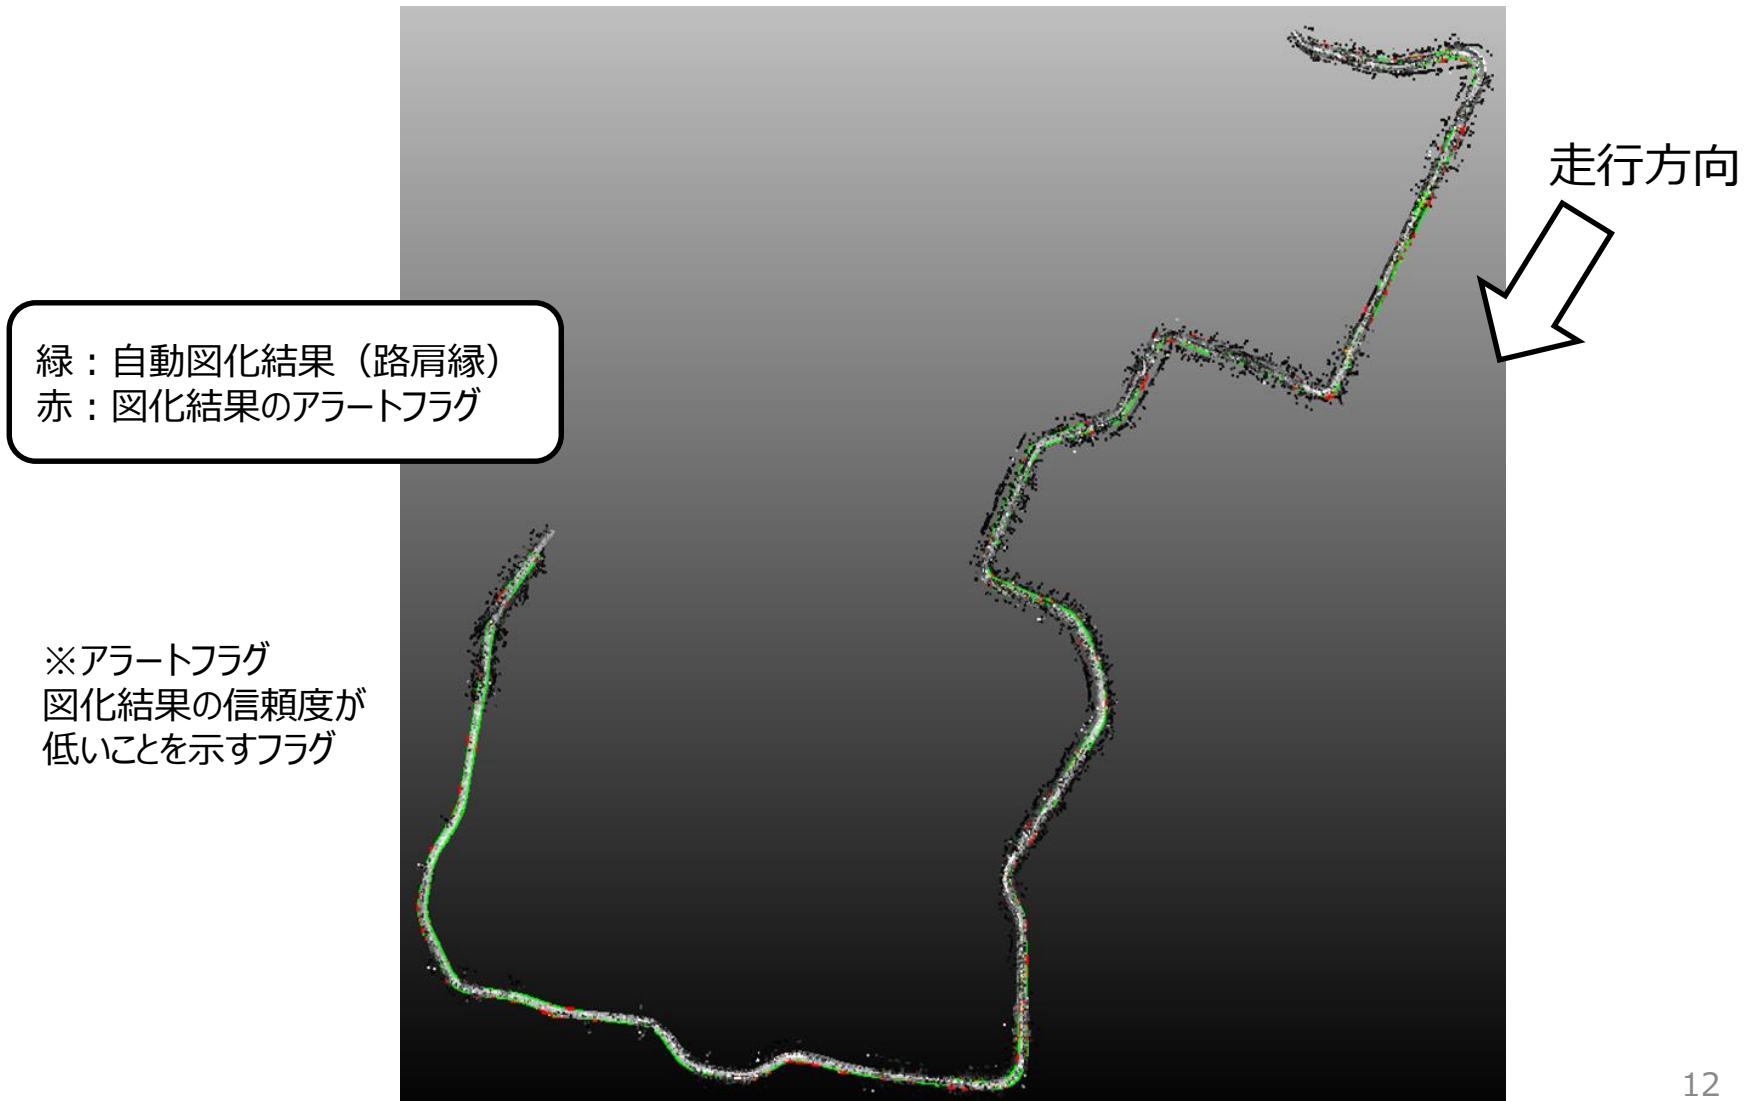 走行方向
緑：自動図化結果（路肩縁）
赤：図化結果のアラートフラグ
※アラートフラグ
図化結果の信頼度が
低いことを示すフラグ
12